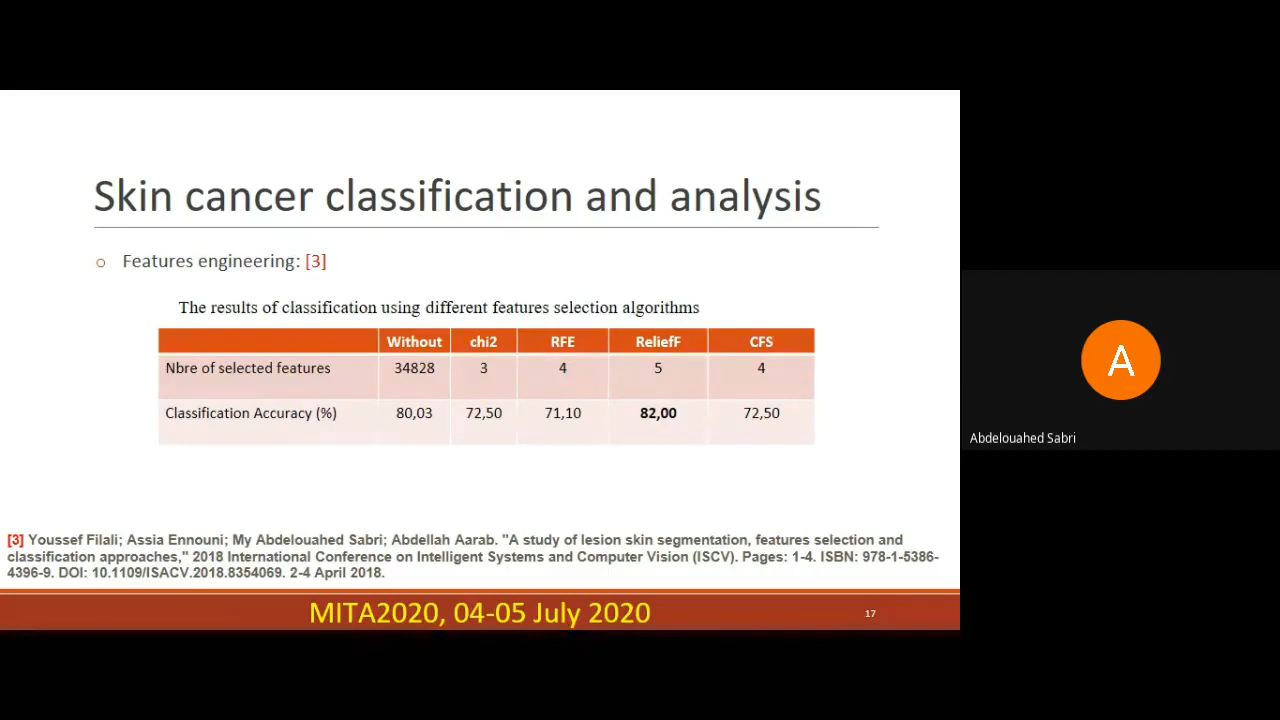 Skin cancer classification and analysis
o Features engineering: [3]
The results of classification using different features selection algorithms
Without chi2 RFE ReliefF CFS
Nbre of selected features 34828 3 4 5 4
Classification Accuracy (%) 80,03 72,50 71,10 82,00 72,50
A
Abdelouahed Sabri
[3] Youssef Filali; Assia Ennouni; My Abdelouahed Sabri; Abdellah Aarab. "A study of lesion skin segmentation, features selection and
classification approaches," 2018 International Conference on Intelligent Systems and Computer Vision (ISCV). Pages: 1-4. ISBN: 978-1-5386-
4396-9. DOI: 10.1109/ISACV.2018.8354069. 2-4 April 2018.
MITA2020, 04-05 July 2020
17